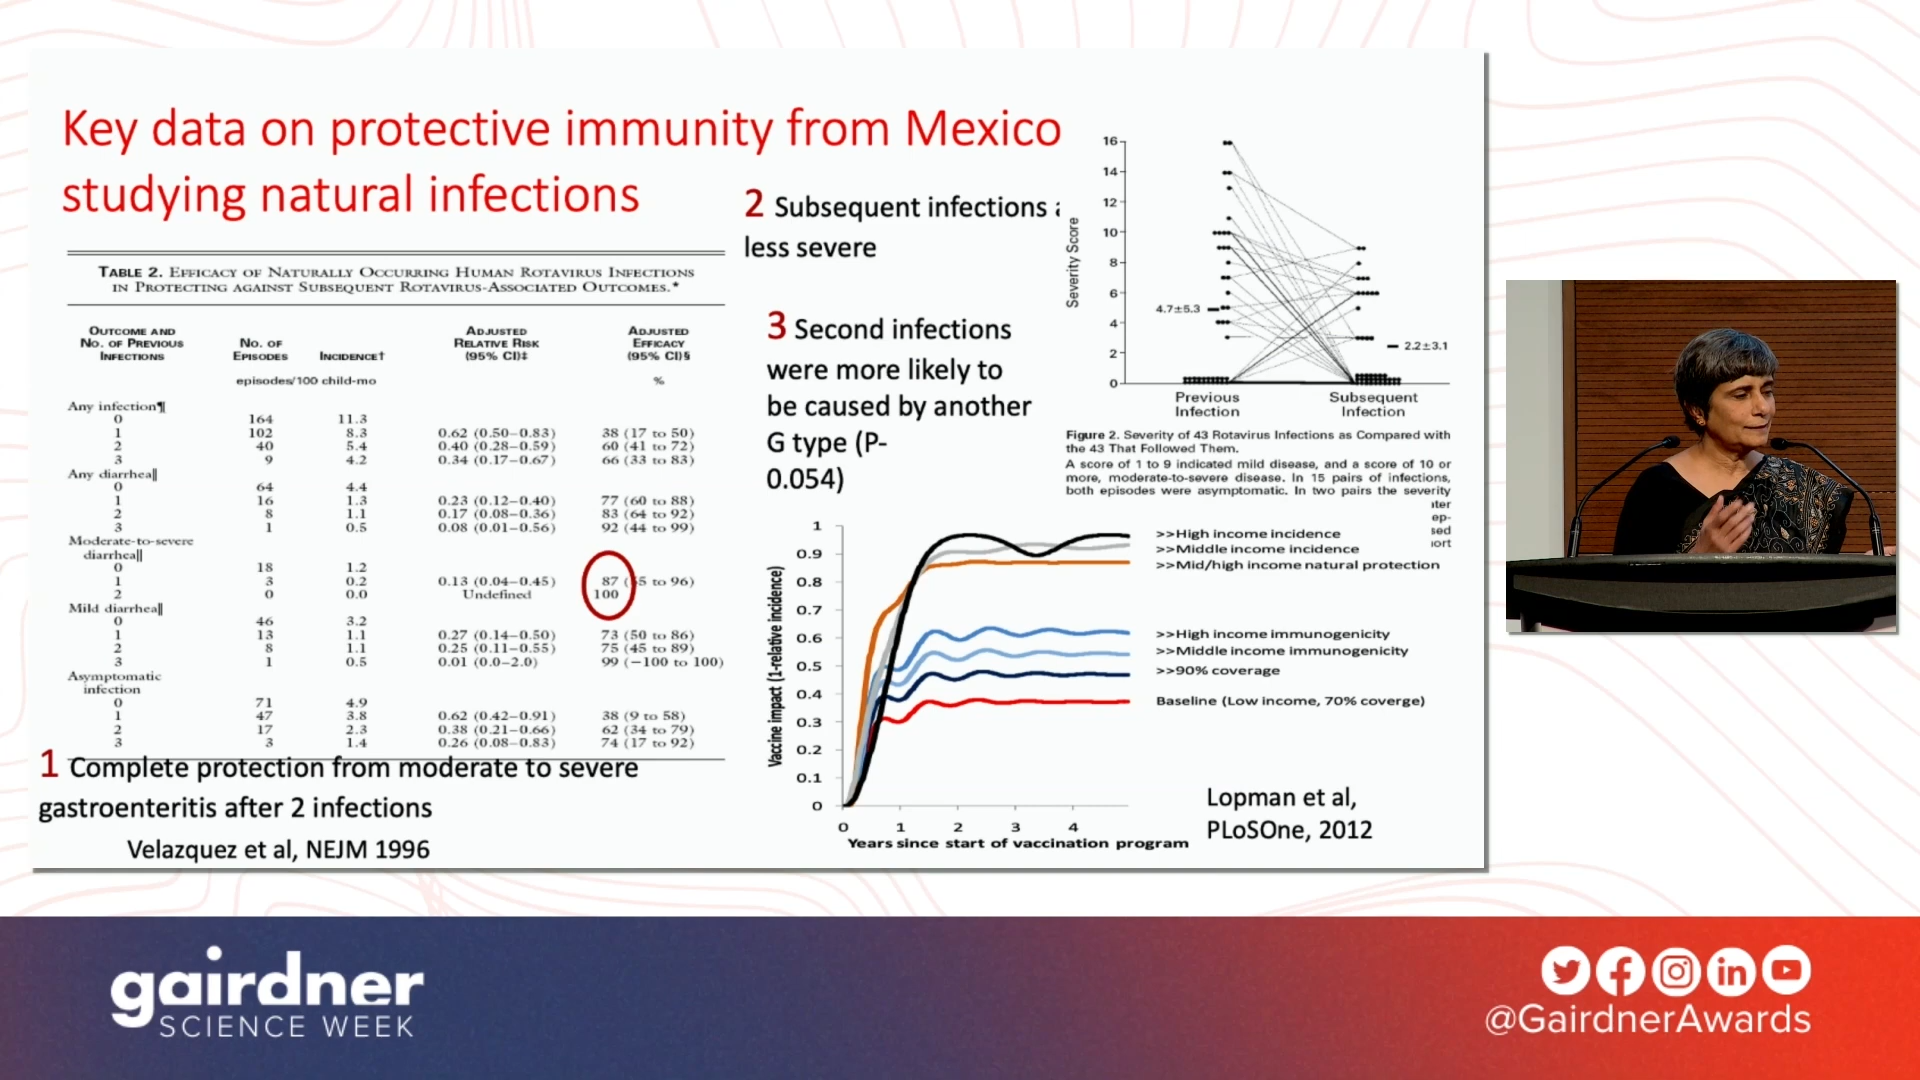 Key data on protective immunity from Mexico
studying natural infections
TABLE 2. EFFICACY OF NATURALLY OCCURRING HUMAN ROTAVIRUS INFECTIONS
IN PROTECTING AGAINST SUBSEQUENT ROTAVIRUS-ASSOCIATED OUTCOMES.*
OUTCOME AND
NO. OF PREVIOUS
INFECTIONS
NO. OF
EPISODES
INCIDENCE†
ADJUSTED
RELATIVE RISK
(95% CI)‡
ADJUSTED
EFFICACY
(95% CI)§
episodes/100 child-mo
%
Any infection¶
0 164 11.3
1 102 8.3 0.62 (0.50–0.83) 38 (17 to 50)
2 40 5.4 0.40 (0.28–0.59) 60 (41 to 72)
3 9 4.2 0.34 (0.17–0.67) 66 (33 to 83)
Any diarrhea‖
0 64 4.4
1 16 1.3 0.23 (0.12–0.40) 77 (60 to 88)
2 8 1.1 0.17 (0.08–0.36) 83 (64 to 92)
3 1 0.5 0.08 (0.01–0.56) 92 (44 to 99)
Moderate-to-severe
diarrhea‖
0 18 1.2
1 3 0.2 0.13 (0.04–0.45) 87 5 to 96)
2 0 0.0 Undefined 100
Mild diarrhea‖
0 46 3.2
1 13 1.1 0.27 (0.14–0.50) 73 (50 to 86)
2 8 1.1 0.25 (0.11–0.55) 75 (45 to 89)
3 1 0.5 0.01 (0.0–2.0) 99 (−100 to 100)
Asymptomatic
infection
0 71 4.9
1 47 3.8 0.62 (0.42–0.91) 38 (9 to 58)
2 17 2.3 0.38 (0.21–0.66) 62 (34 to 79)
3 3 1.4 0.26 (0.08–0.83) 74 (17 to 92)
1 Complete protection from moderate to severe
gastroenteritis after 2 infections
Velazquez et al, NEJM 1996
2 Subsequent infections
less severe
3 Second infections
were more likely to
be caused by another
G type (P-
0.054)
Severity Score
16
14
12
10
8
6
4
2
0
4.7±5.3
2.2±3.1
Previous
Infection
Subsequent
Infection
Figure 2. Severity of 43 Rotavirus Infections as Compared with
the 43 That Followed Them.
A score of 1 to 9 indicated mild disease, and a score of 10 or
more, moderate-to-severe disease. In 15 pairs of infections,
both episodes were asymptomatic. In two pairs the severity
Vaccine impact (1-relative incidence)
1
0.9
0.8
0.7
0.6
0.5
0.4
0.3
0.2
0.1
0
0 1 2 3 4
Years since start of vaccination program
>>High income incidence
>>Middle income incidence
>>Mid/high income natural protection
>>High income immunogenicity
>>Middle income immunogenicity
>>90% coverage
Baseline (Low income, 70% coverge)
Lopman et al,
PLoSOne, 2012
gairdner
SCIENCE WEEK
@GairdnerAwards